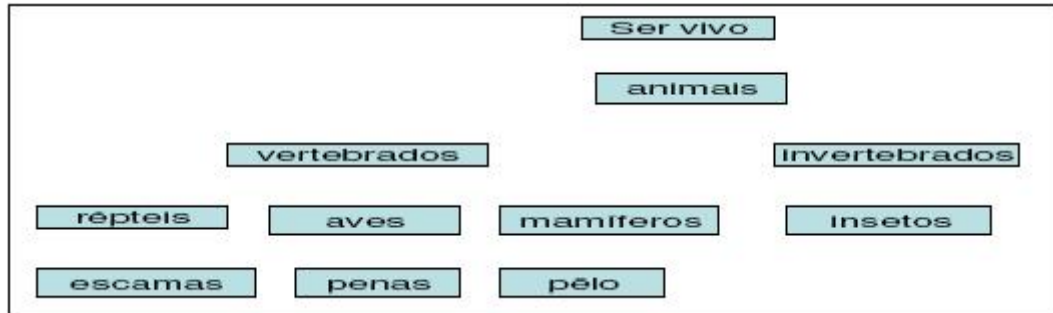 Ser vivo
animais
vertebrados
invertebrados
répteis
aves
mamíferos
insetos
escamas
penas
pêlo